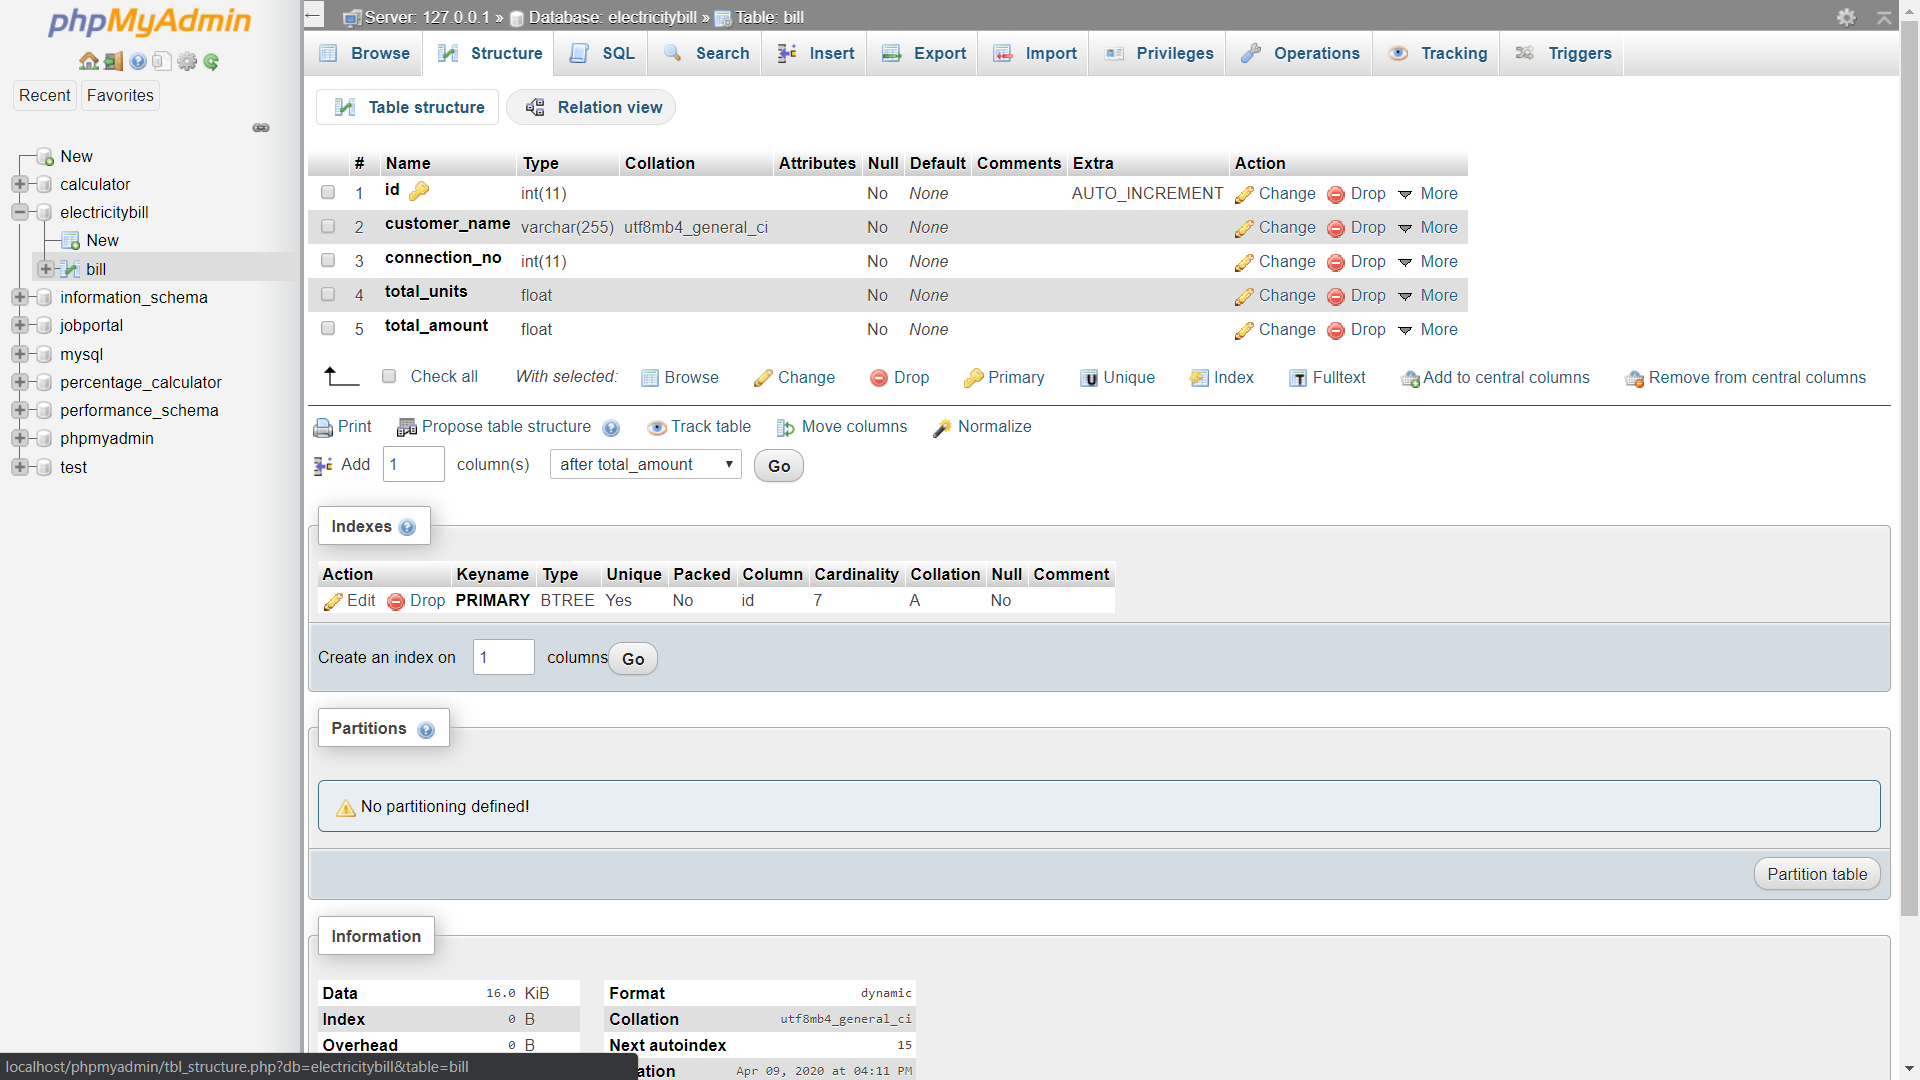 phpMyAdmin
Recent Favorites
New
calculator
electricitybill
New
bill
information_schema
jobportal
mysql
percentage_calculator
performance_schema
phpmyadmin
test
Server: 127.0.0.1 » Database: electricitybill » Table: bill
Browse Structure SQL Search Insert Export Import Privileges Operations Tracking Triggers
Table structure Relation view
# Name Type Collation Attributes Null Default Comments Extra Action
1 id int(11) No None AUTO_INCREMENT Change Drop More
2 customer_name varchar(255) utf8mb4_general_ci No None Change Drop More
3 connection_no int(11) No None Change Drop More
4 total_units float No None Change Drop More
5 total_amount float No None Change Drop More
Check all With selected: Browse Change Drop Primary Unique Index Fulltext Add to central columns Remove from central columns
Print Propose table structure Track table Move columns Normalize
Add 1 column(s) after total_amount Go
Indexes
Action Keyname Type Unique Packed Column Cardinality Collation Null Comment
Edit Drop PRIMARY BTREE Yes No id 7 A No
Create an index on 1 columns Go
Partitions
No partitioning defined!
Partition table
Information
Data 16.0 KiB Format dynamic
Index 0 B Collation utf8mb4_general_ci
Overhead 0 B Next autoindex 15
ation Apr 09, 2020 at 04:11 PM
localhost/phpmyadmin/tbl_structure.php?db=electricitybill&table=bill